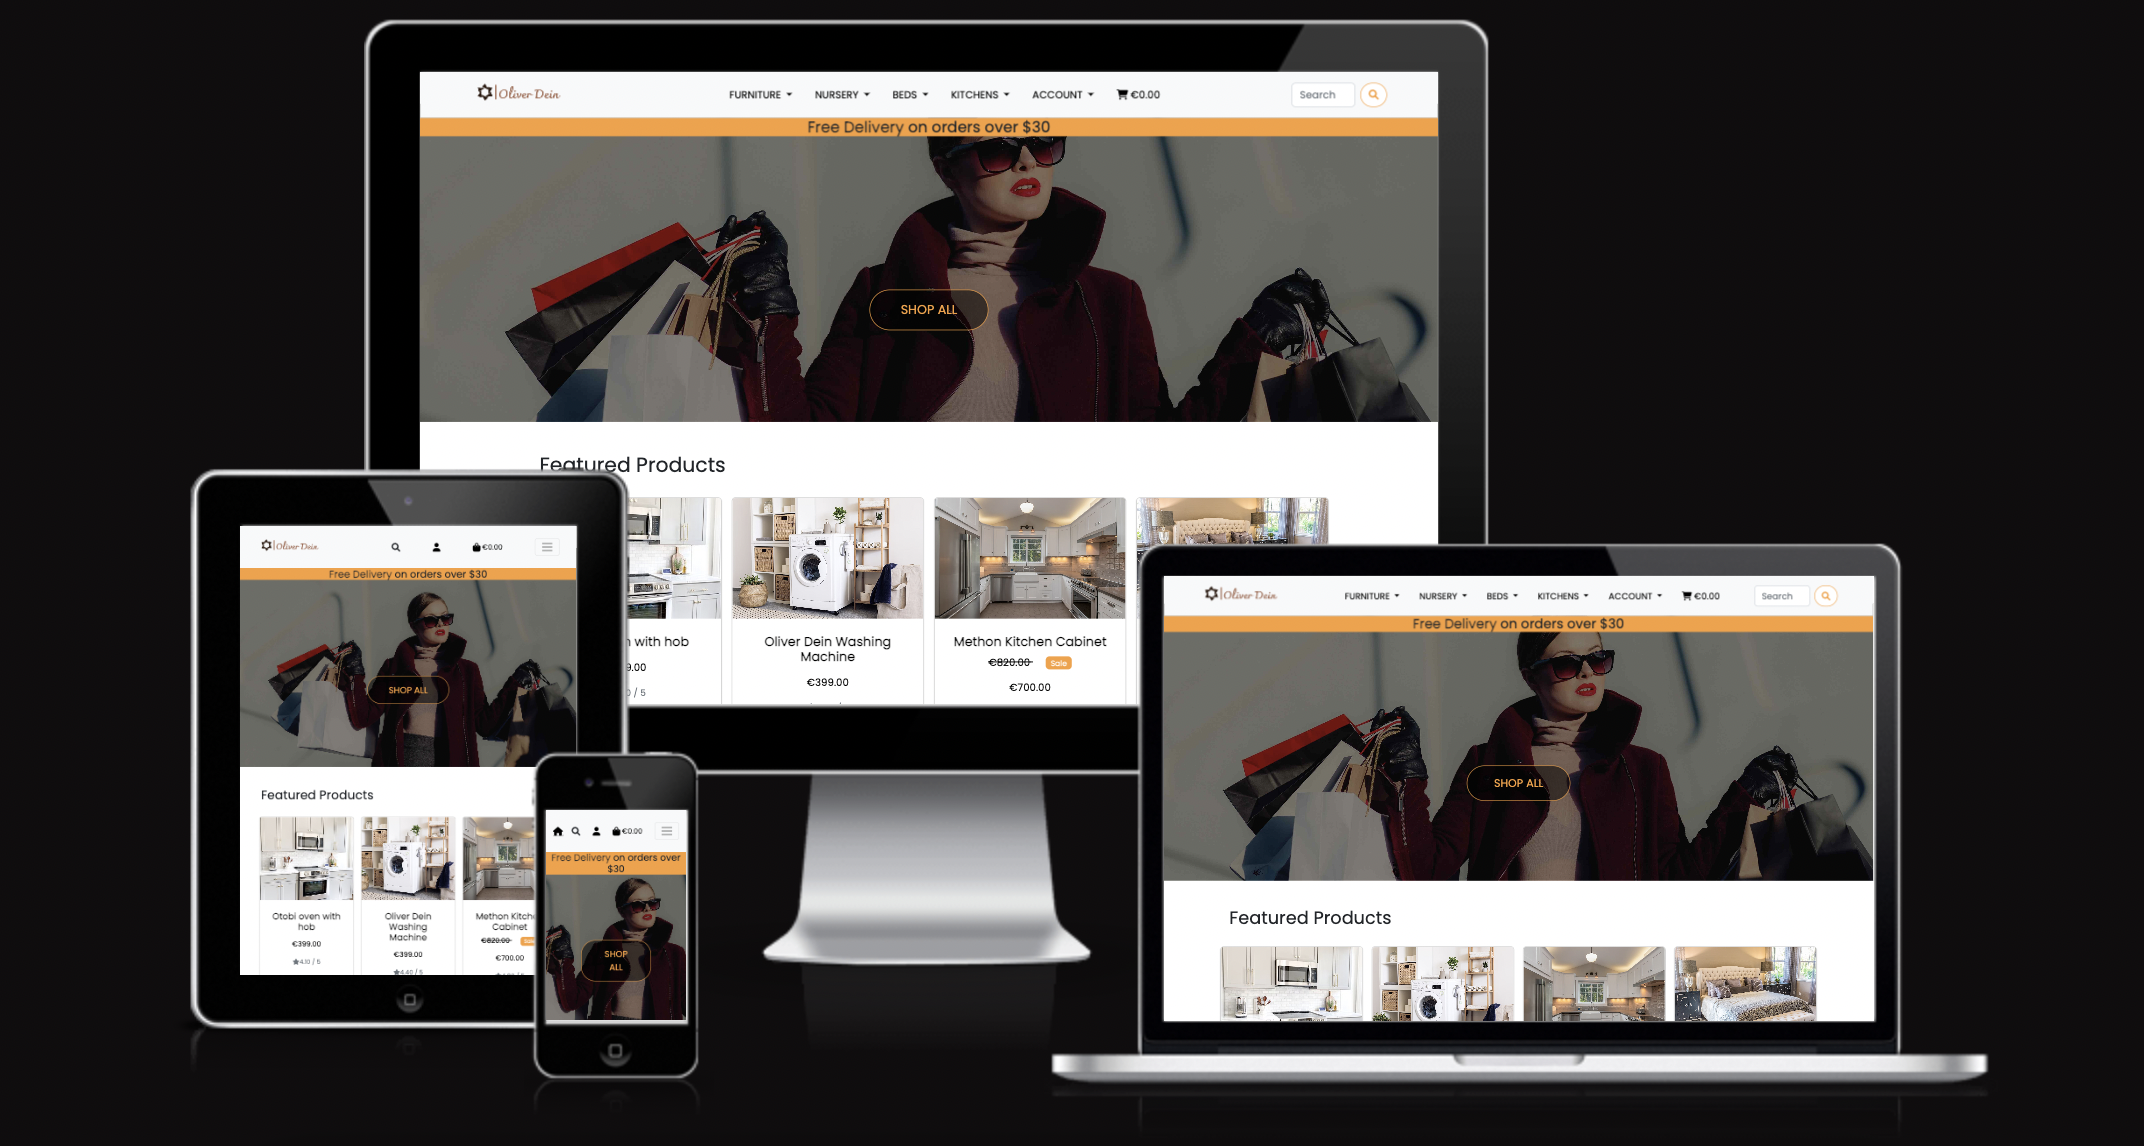 Oliver Dein
FURNITURE NURSERY BEDS KITCHENS ACCOUNT €0.00 Search
Free Delivery on orders over $30
SHOP ALL
Featured Products
with hob
9.00
/ 5
Oliver Dein Washing
Machine
€399.00
Methon Kitchen Cabinet
€820.00 Sale
€700.00
Oliver Dein
€0.00
Free Delivery on orders over $30
SHOP ALL
Featured Products
Otobi oven with
hob
€399.00
4.10 / 5
Oliver Dein
Washing
Machine
€399.00
4.40 / 5
Methon Kitch
Cabinet
€820.00
€700.00
€0.00
Free Delivery on orders over
$30
SHOP
ALL
Oliver Dein
FURNITURE NURSERY BEDS KITCHENS ACCOUNT €0.00 Search
Free Delivery on orders over $30
SHOP ALL
Featured Products